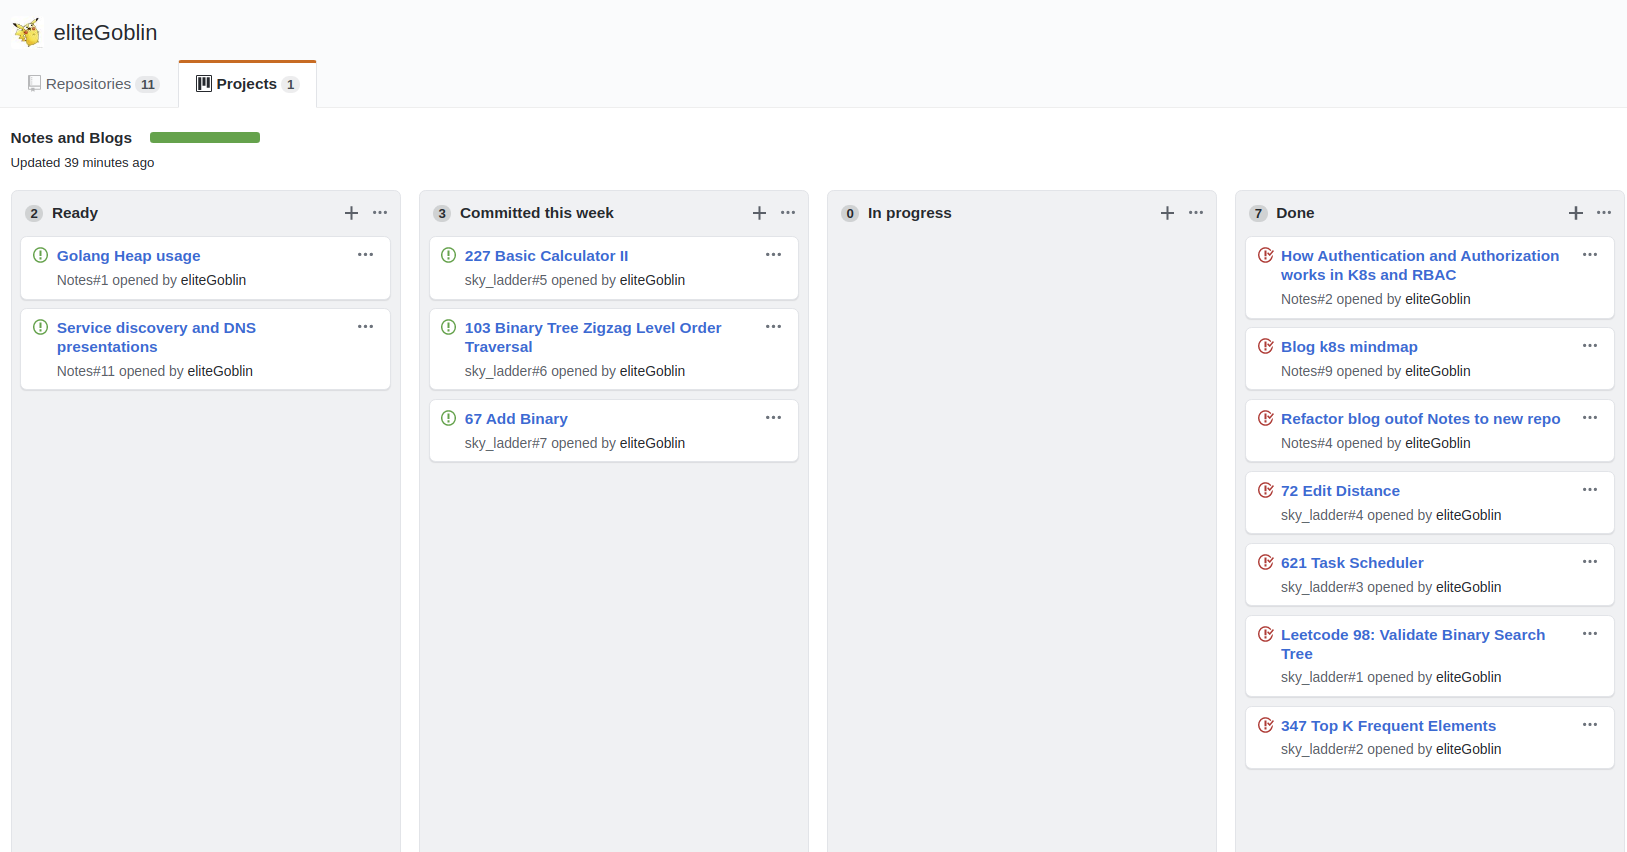 eliteGoblin
Repositories 11
Projects 1
Notes and Blogs
Updated 39 minutes ago
2 Ready
Golang Heap usage
Notes#1 opened by eliteGoblin
Service discovery and DNS
presentations
Notes#11 opened by eliteGoblin
3 Committed this week
227 Basic Calculator II
sky_ladder#5 opened by eliteGoblin
103 Binary Tree Zigzag Level Order
Traversal
sky_ladder#6 opened by eliteGoblin
67 Add Binary
sky_ladder#7 opened by eliteGoblin
0 In progress
7 Done
How Authentication and Authorization
works in K8s and RBAC
Notes#2 opened by eliteGoblin
Blog k8s mindmap
Notes#9 opened by eliteGoblin
Refactor blog outof Notes to new repo
Notes#4 opened by eliteGoblin
72 Edit Distance
sky_ladder#4 opened by eliteGoblin
621 Task Scheduler
sky_ladder#3 opened by eliteGoblin
Leetcode 98: Validate Binary Search
Tree
sky_ladder#1 opened by eliteGoblin
347 Top K Frequent Elements
sky_ladder#2 opened by eliteGoblin